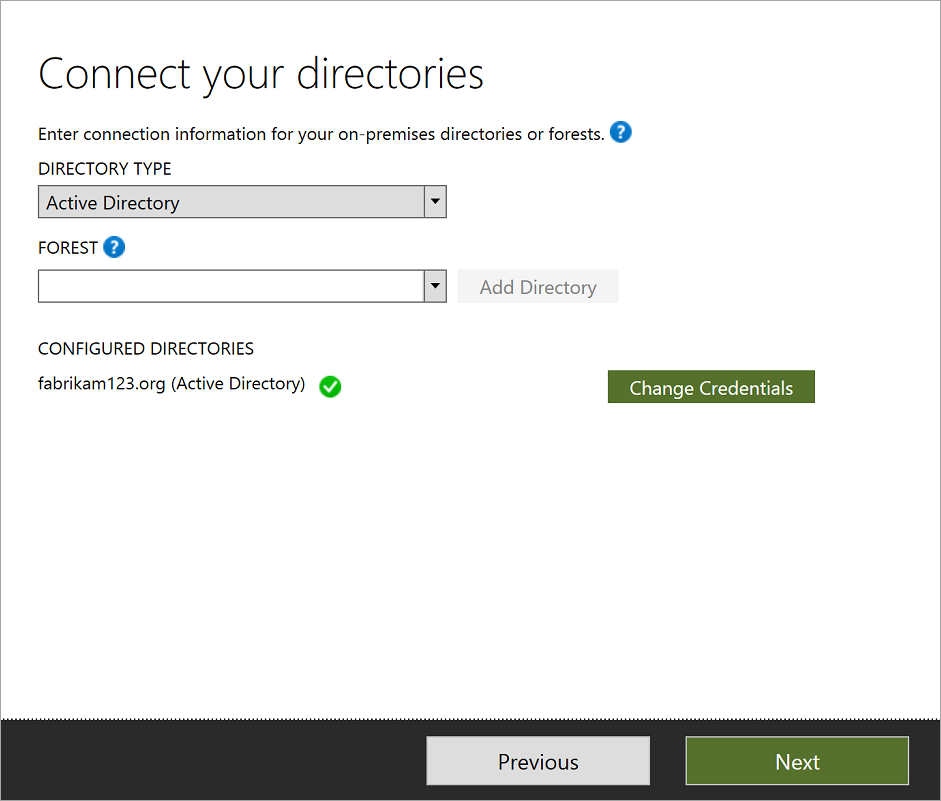 Connect your directories
Enter connection information for your on-premises directories or forests. ?
DIRECTORY TYPE
Active Directory
FOREST ?
Add Directory
CONFIGURED DIRECTORIES
fabrikam123.org (Active Directory)
Change Credentials
Previous
Next